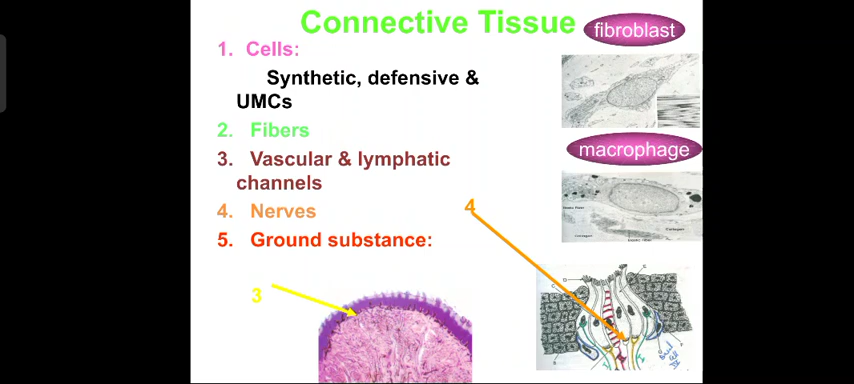 Connective Tissue
fibroblast
1. Cells:
Synthetic, defensive &
UMCs
2. Fibers
macrophage
3. Vascular & lymphatic
channels
4. Nerves
4
5. Ground substance:
3